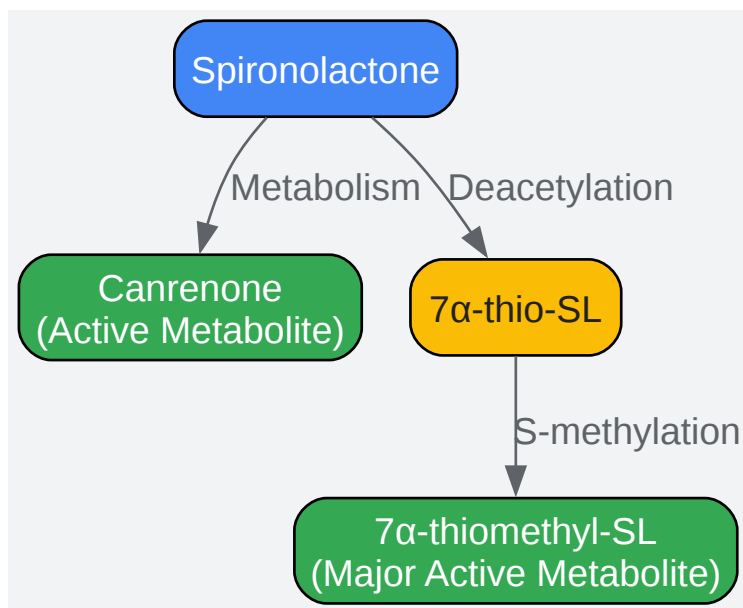 Spironolactone
Metabolism
Deacetylation
Canrenone
(Active Metabolite)
7α-thio-SL
S-methylation
7α-thiomethyl-SL
(Major Active Metabolite)